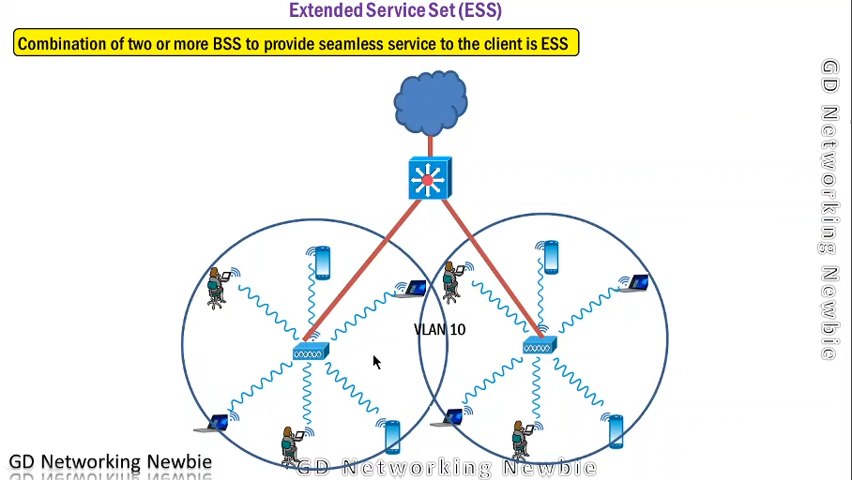 Extended Service Set (ESS)
Combination of two or more BSS to provide seamless service to the client is ESS
VLAN 10
GD Networking Newbie
GD Networking Newbie
GD Networking Newbie